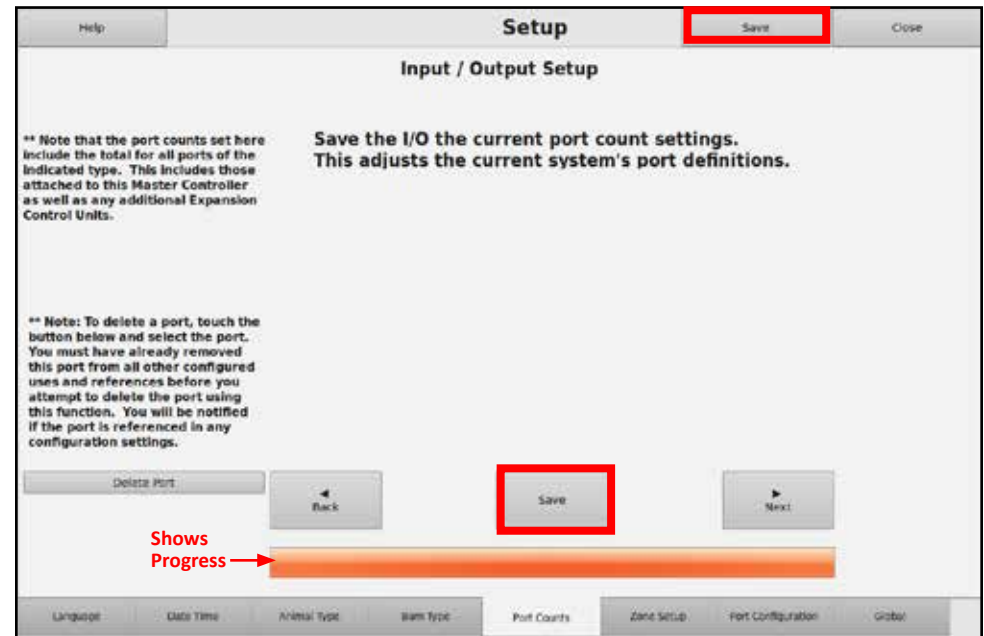 Help
Setup
Save
Close
Input / Output Setup
** Note that the port counts set here
include the total for all ports of the
indicated type. This includes those
attached to this Master Controller
as well as any additional Expansion
Control Units.
Save the I/O the current port count settings.
This adjusts the current system's port definitions.
** Note: To delete a port, touch the
button below and select the port.
You must have already removed
this port from all other configured
uses and references before you
attempt to delete the port using
this function. You will be notified
if the port is referenced in any
configuration settings.
Delete Port
Back
Save
Next
Shows
Progress
Language
Date Time
Animal Type
Barn Type
Port Counts
Zone Setup
Port Configuration
Global